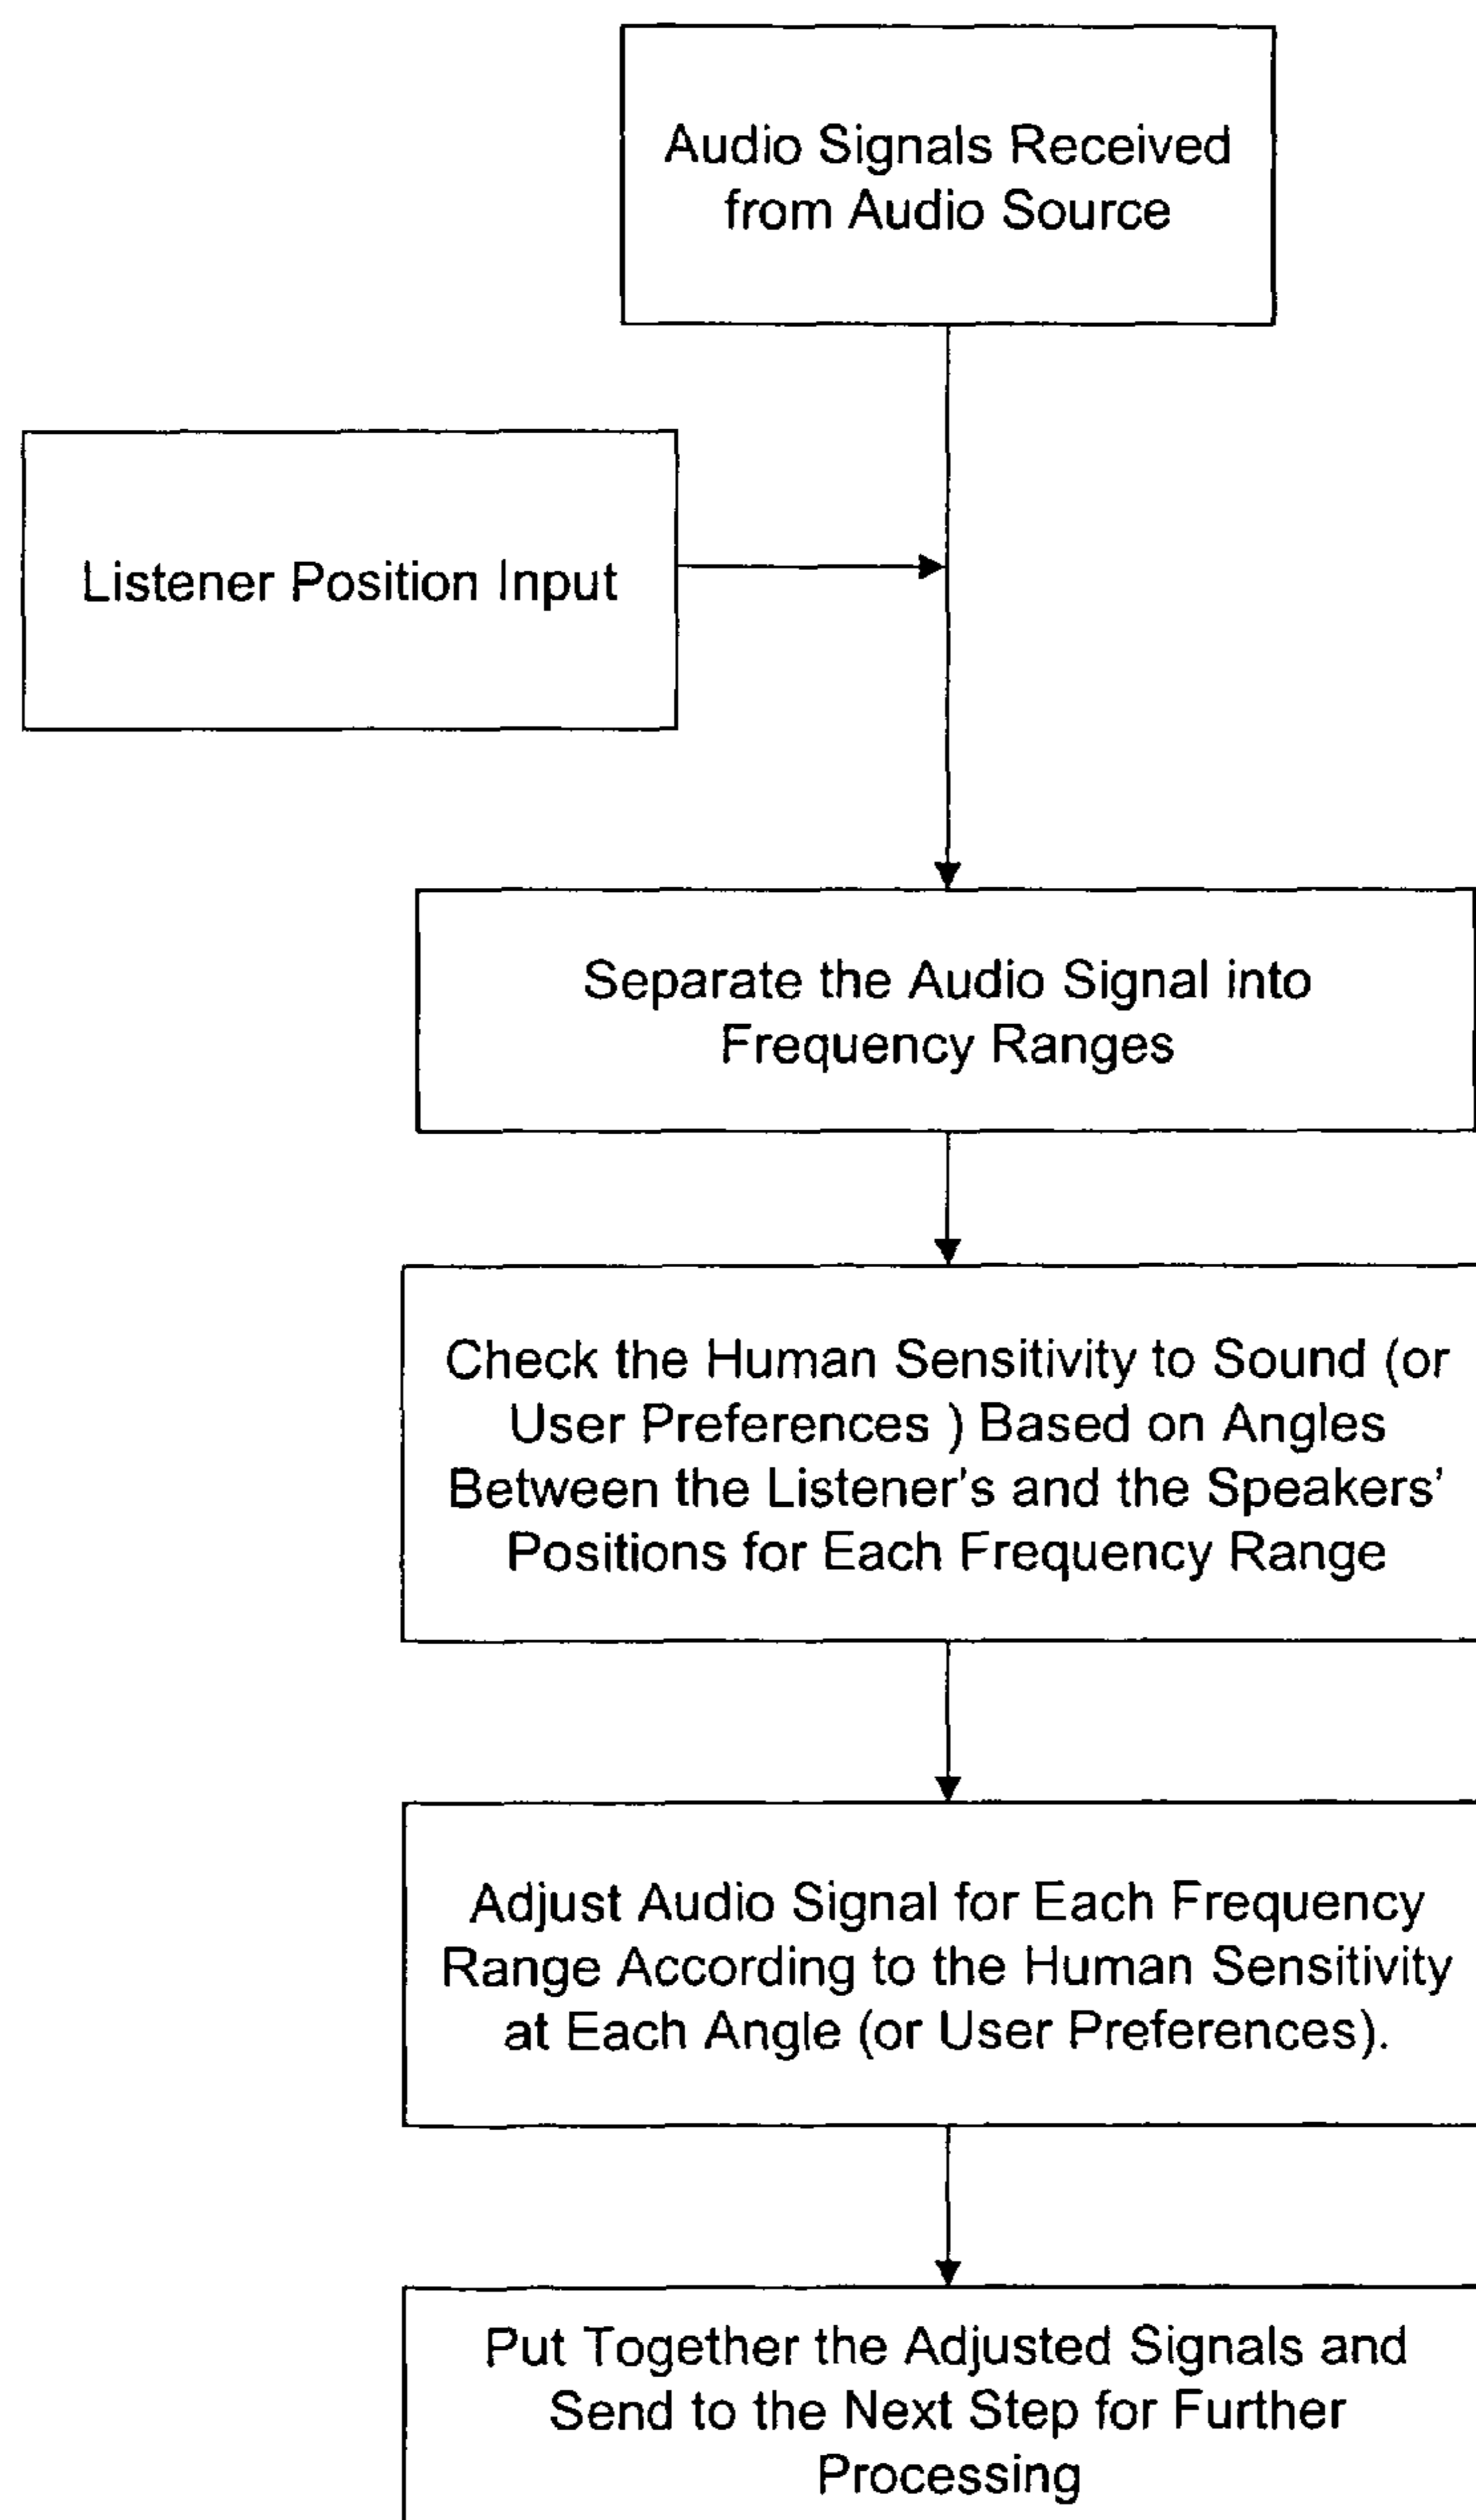 Audio Signals Received
from Audio Source
Listener Position Input
Separate the Audio Signal into
Frequency Ranges
Check the Human Sensitivity to Sound (or
User Preferences ) Based on Angles
Between the Listener's and the Speakers'
Positions for Each Frequency Range
Adjust Audio Signal for Each Frequency
Range According to the Human Sensitivity
at Each Angle (or User Preferences).
Put Together the Adjusted Signals and
Send to the Next Step for Further
Processing